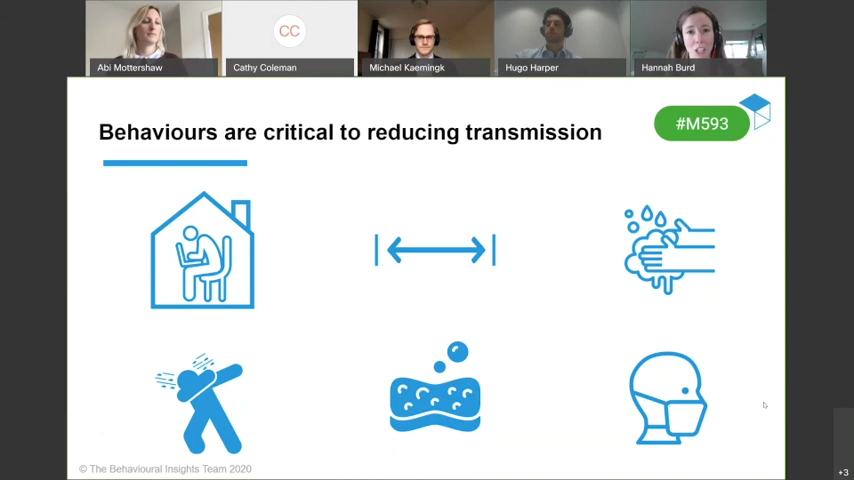 CC
Abi Mottershaw
Cathy Coleman
Michael Kaemingk
Hugo Harper
Hannah Burd
Behaviours are critical to reducing transmission
#M593
© The Behavioural Insights Team 2020
+3